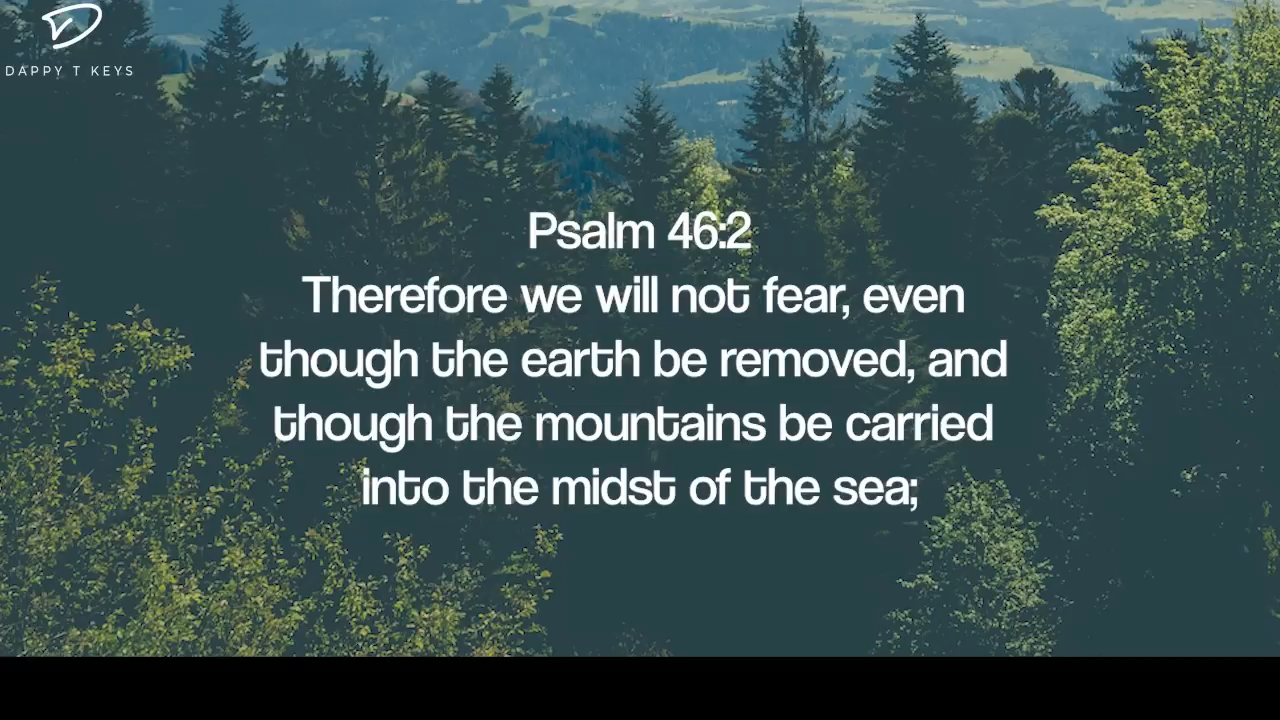 DAPPY T KEYS
Psalm 46:2
Therefore we will not fear, even
though the earth be removed, and
though the mountains be carried
into the midst of the sea;